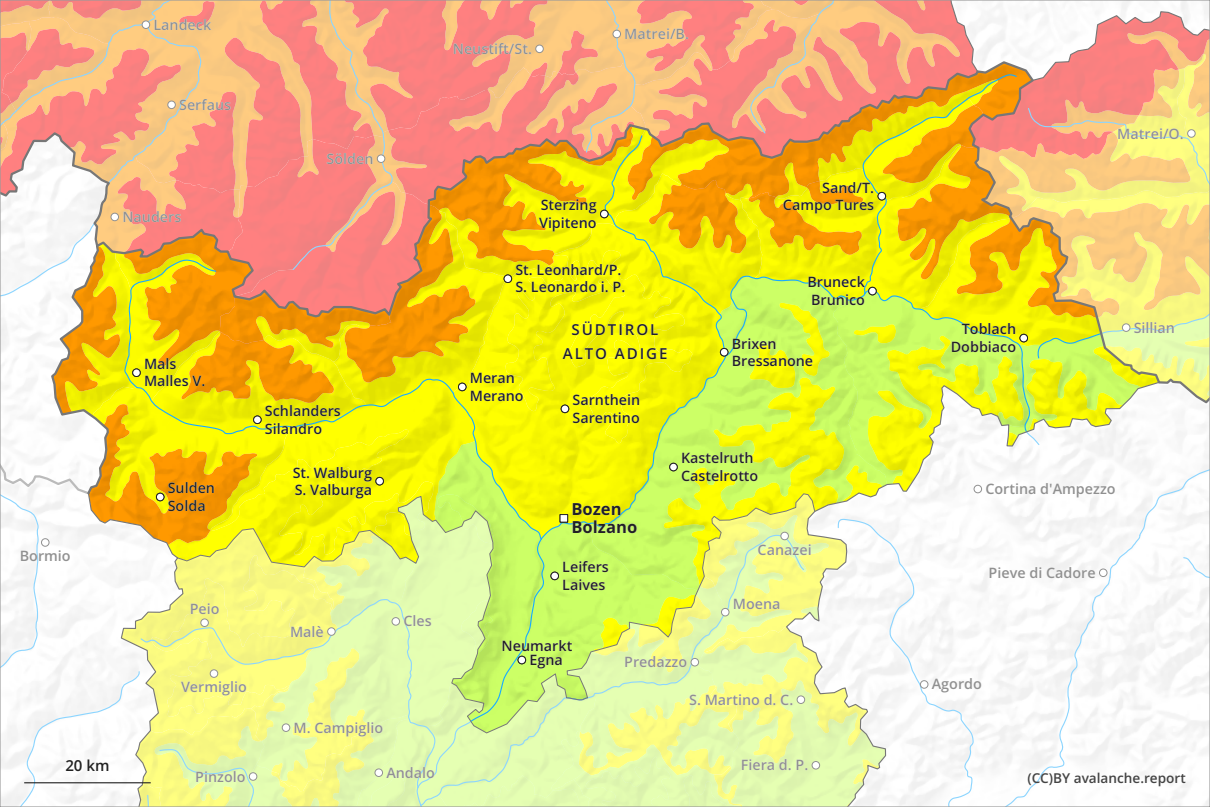 Landeck
Matrei/B
Neustift/St.
Serfaus
Matrei/O.
Sölden
Nauders
Sand/T.
Campo Tures
Sterzing
Vipiteno
St. Leonhard/P.
S. Leonardo i. P.
Bruneck
Brunico
SÜDTIROL
ALTO ADIGE
Toblach
Dobbiaco
Sillian
Brixen
Bressanone
Mals
Malles V.
Meran
Merano
Sarnthein
Sarentino
Schlanders
Silandro
Kastelruth
Castelrotto
St. Walburg
S. Valburga
Sulden
Solda
Cortina d'Ampezzo
Bozen
Bolzano
Bormio
Canazei
Leifers
Laives
Pieve di Cadore
Peio
Moena
Cles
Malè
Neumarkt
Egna
Predazzo
Vermiglio
Agordo
S. Martino d. C.
M. Campiglio
20 km
Pinzolo
Andalo
Fiera d. P.
(CC)BY avalanche.report